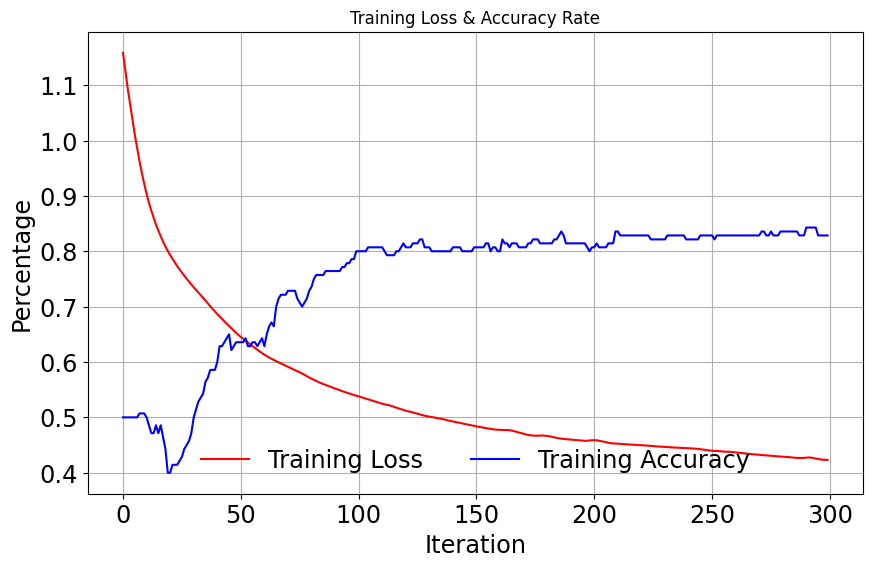 Training Loss & Accuracy Rate
Percentage
1.1
1.0
0.9
0.8
0.7
0.6
0.5
0.4
Training Loss Training Accuracy
0 50 100 150 200 250 300
Iteration